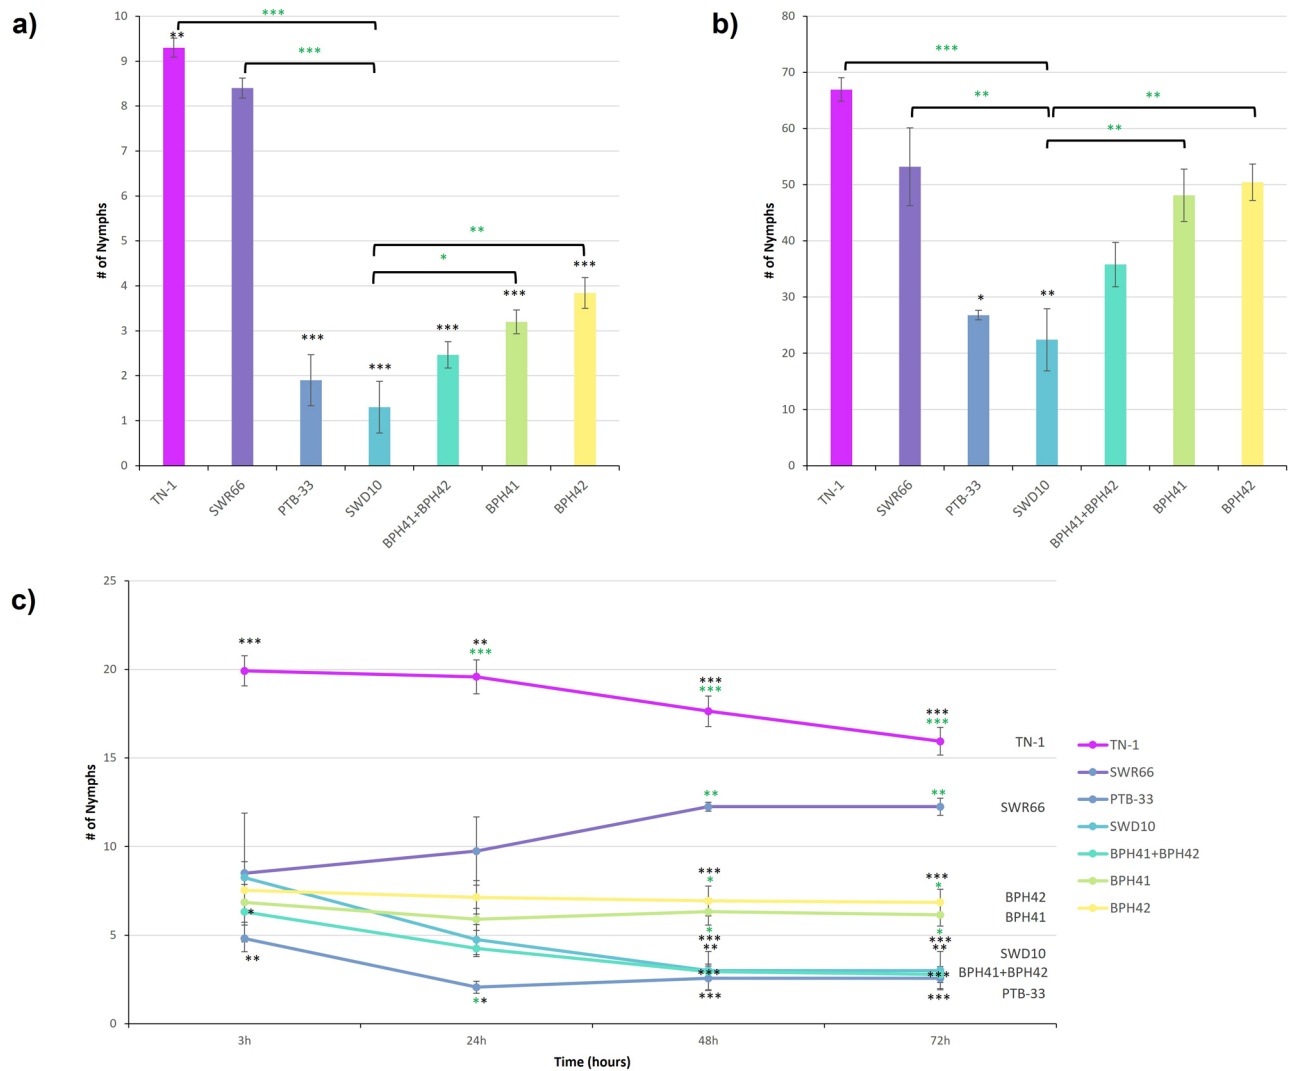 a)
# of Nymphs
10
9
8
7
6
5
4
3
2
1
0
**
***
***
***
***
***
***
***
*
**
TN-1
SWR66
PTB-33
SWD10
BPH41+BPH42
BPH41
BPH42
b)
# of Nymphs
80
70
60
50
40
30
20
10
0
***
**
**
**
*
**
TN-1
SWR66
PTB-33
SWD10
BPH41+BPH42
BPH41
BPH42
c)
# of Nymphs
25
20
15
10
5
0
***
*
**
**
***
**
***
***
**
***
*
*
***
**
***
***
***
***
**
***
*
*
***
**
***
***
TN-1
SWR66
BPH42
BPH41
SWD10
BPH41+BPH42
PTB-33
3h
24h
48h
72h
Time (hours)
TN-1
SWR66
PTB-33
SWD10
BPH41+BPH42
BPH41
BPH42